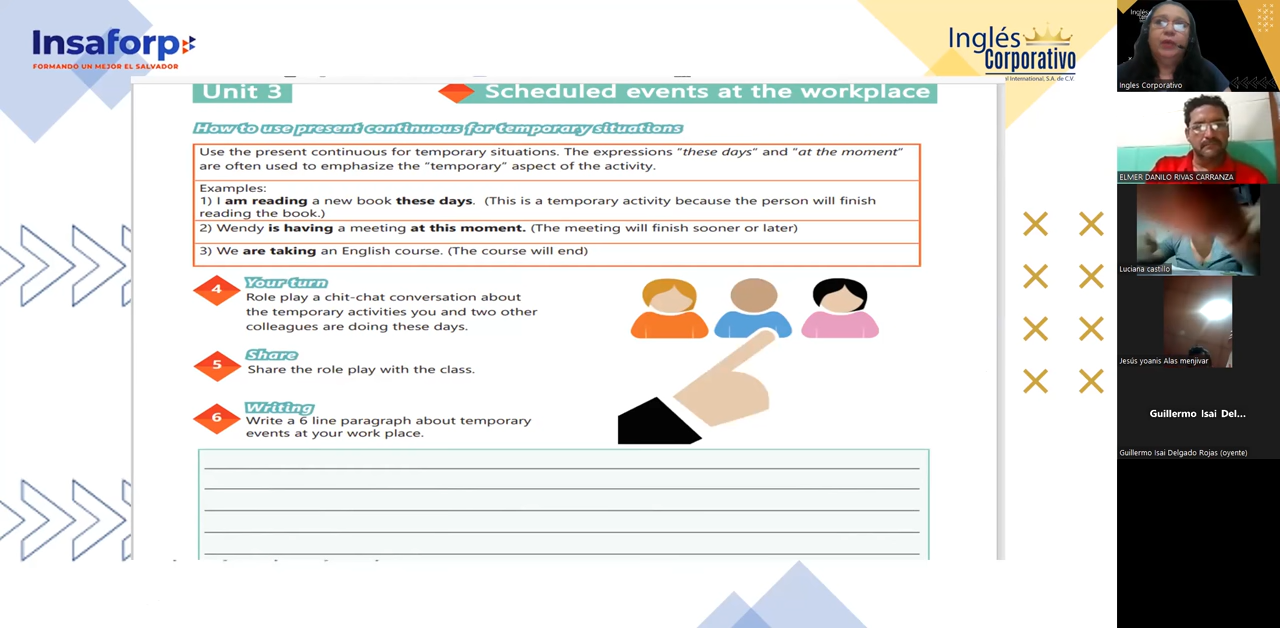 Insaforp
FORMANDO UN MEJOR EL SALVADOR
Inglés
Corporativo
l International, S.A. de C.V.
Unit 3
Scheduled events at the workplace
How to use present continuous for temporary situations
Use the present continuous for temporary situations. The expressions “these days” and “at the moment”
are often used to emphasize the “temporary” aspect of the activity.
Examples:
1) I am reading a new book these days. (This is a temporary activity because the person will finish
reading the book.)
2) Wendy is having a meeting at this moment. (The meeting will finish sooner or later)
3) We are taking an English course. (The course will end)
4 Your turn
Role play a chit-chat conversation about
the temporary activities you and two other
colleagues are doing these days.
5 Share
Share the role play with the class.
6 Writing
Write a 6 line paragraph about temporary
events at your work place.
Ingles Corporativo
ELMER DANILO RIVAS CARRANZA
Luciana castillo
Jesús yoanis Alas menjivar
Guillermo Isai Del...
Guillermo Isai Delgado Rojas (oyente)